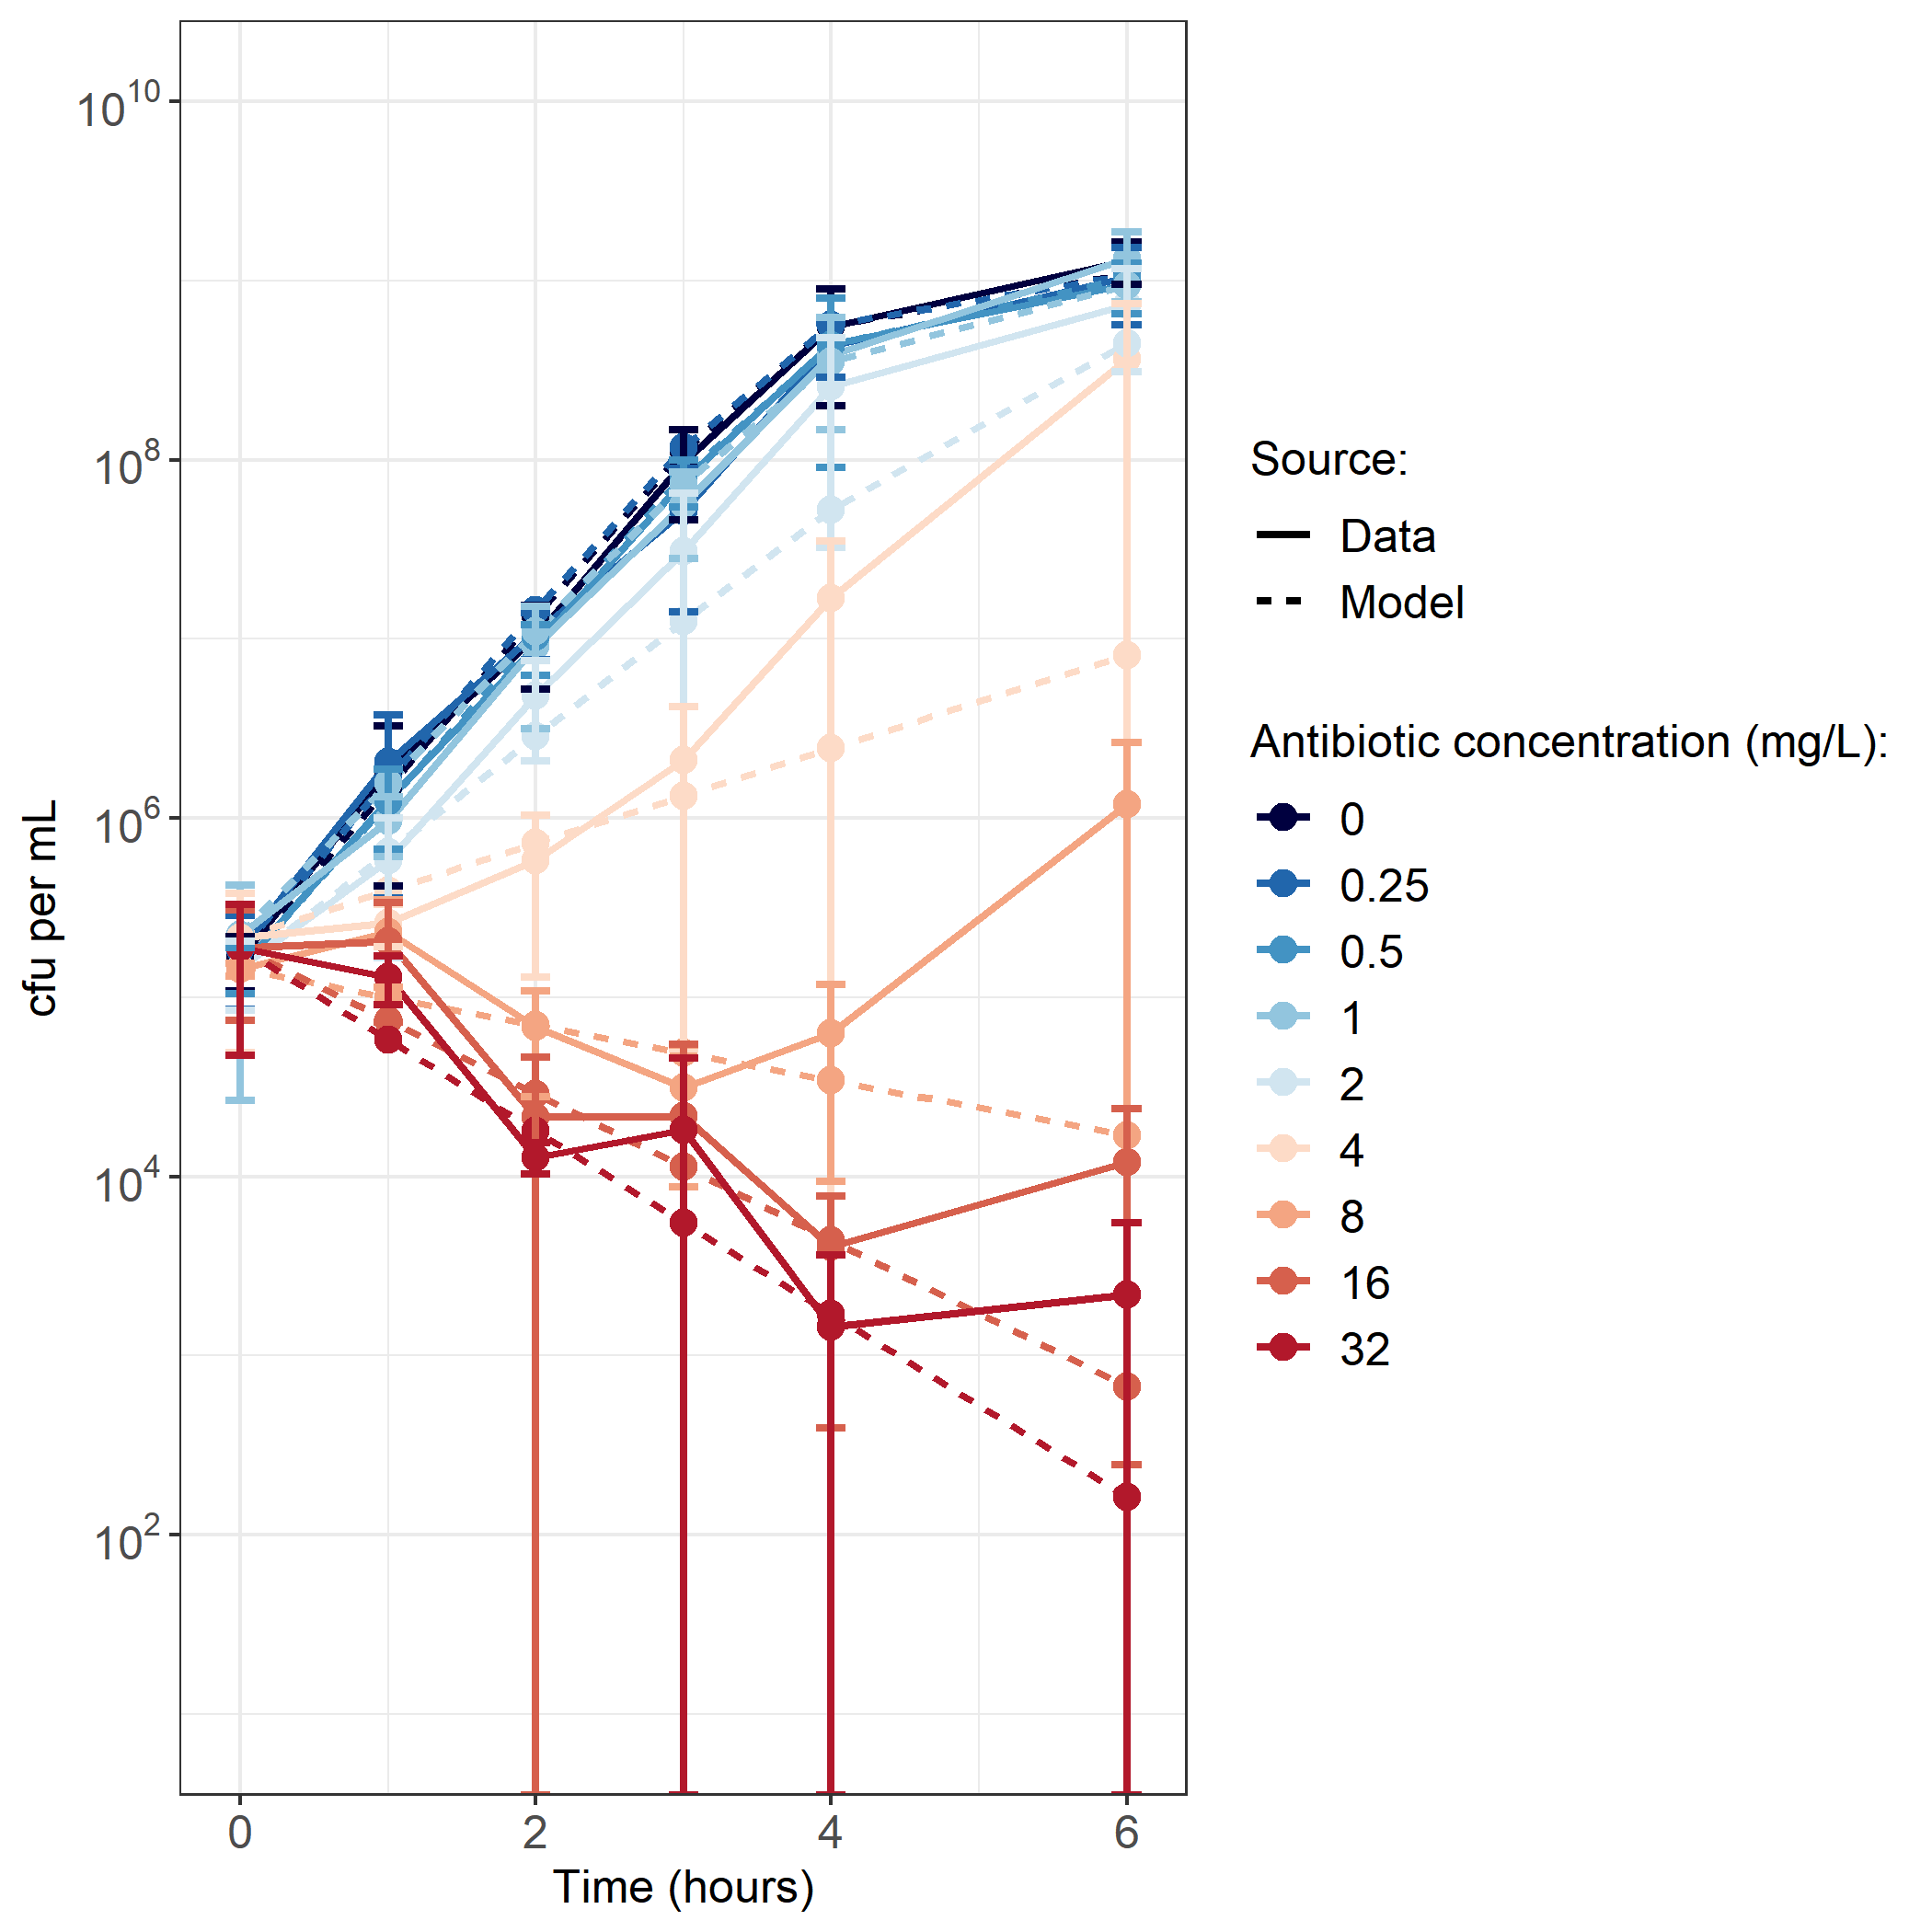 cfu per mL
10^10
10^8
10^6
10^4
10^2
0 2 4 6
Time (hours)
Source:
Data
Model
Antibiotic concentration (mg/L):
0
0.25
0.5
1
2
4
8
16
32